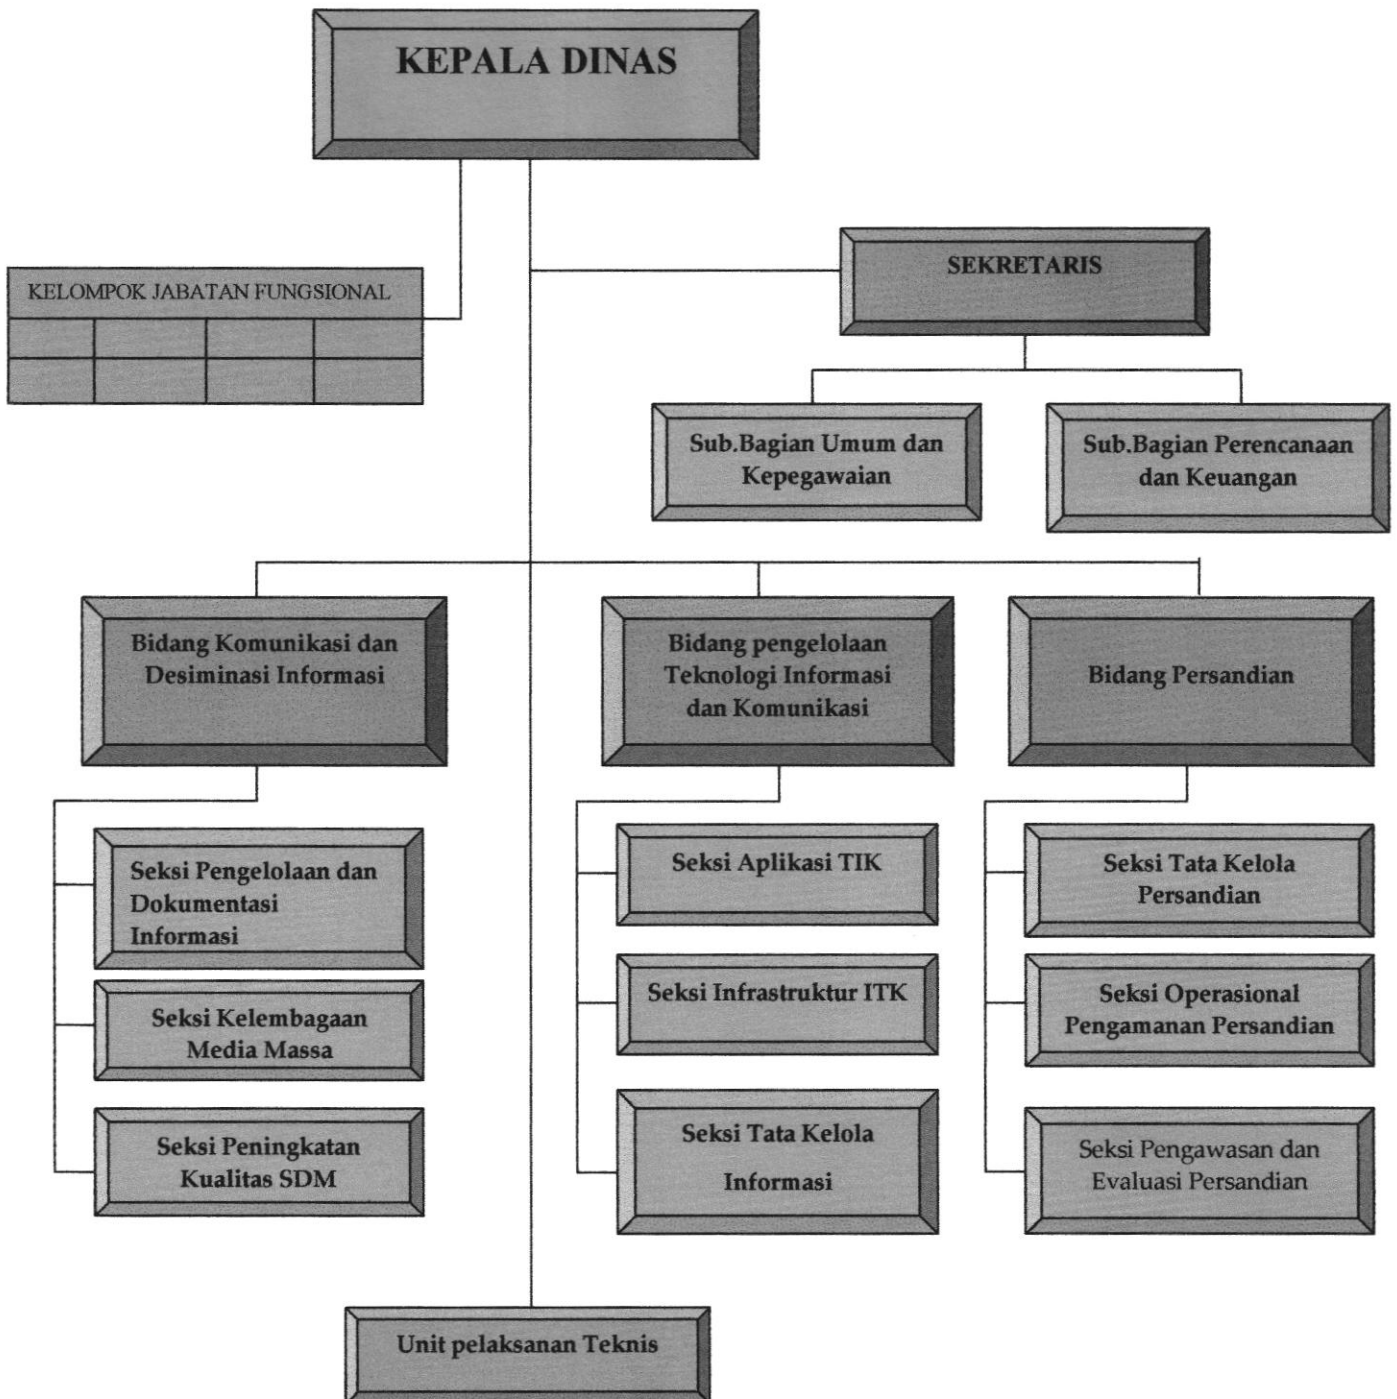 KEPALA DINAS
SEKRETARIS
KELOMPOK JABATAN FUNGSIONAL
Sub.Bagian Umum dan
Kepegawaian
Sub.Bagian Perencanaan
dan Keuangan
Bidang Komunikasi dan
Desiminasi Informasi
Bidang pengelolaan
Teknologi Informasi
dan Komunikasi
Bidang Persandian
Seksi Pengelolaan dan
Dokumentasi
Informasi
Seksi Kelembagaan
Media Massa
Seksi Peningkatan
Kualitas SDM
Seksi Aplikasi TIK
Seksi Infrastruktur ITK
Seksi Tata Kelola
Informasi
Seksi Tata Kelola
Persandian
Seksi Operasional
Pengamanan Persandian
Seksi Pengawasan dan
Evaluasi Persandian
Unit pelaksanan Teknis